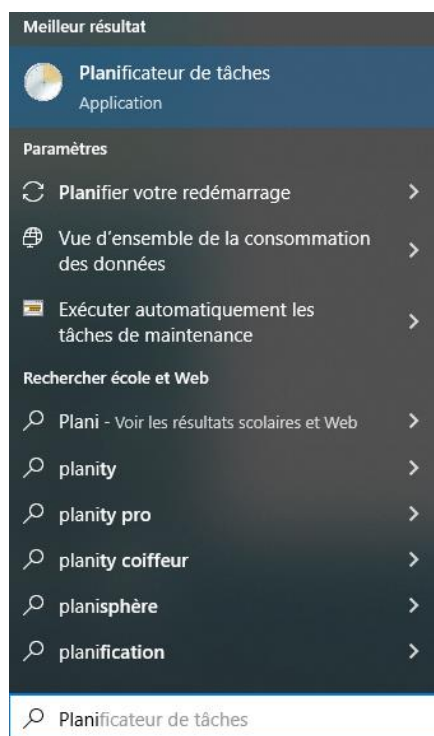 Meilleur résultat
Planificateur de tâches
Application
Paramètres
Planifier votre redémarrage
Vue d'ensemble de la consommation
des données
Exécuter automatiquement les
tâches de maintenance
Rechercher école et Web
Plani - Voir les résultats scolaires et Web
planity
planity pro
planity coiffeur
planisphère
planification
Planificateur de tâches